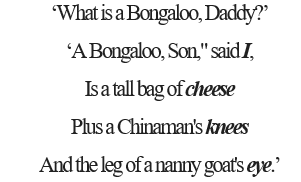 ‘What is a Bongaloo, Daddy?’
‘A Bongaloo, Son," said I,
Is a tall bag of cheese
Plus a Chinaman's knees
And the leg of a nanny goat's eye.’